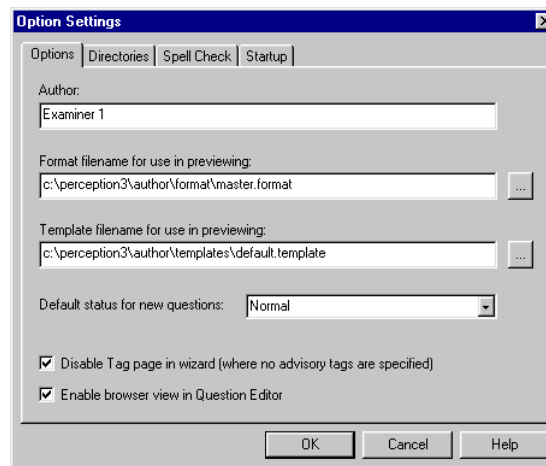 Option Settings
Options Directories Spell Check Startup
Author:
Examiner 1
Format filename for use in previewing:
c:\perception3\author\format\master.format
...
Template filename for use in previewing:
c:\perception3\author\templates\default.template
...
Default status for new questions: Normal
Disable Tag page in wizard (where no advisory tags are specified)
Enable browser view in Question Editor
OK Cancel Help